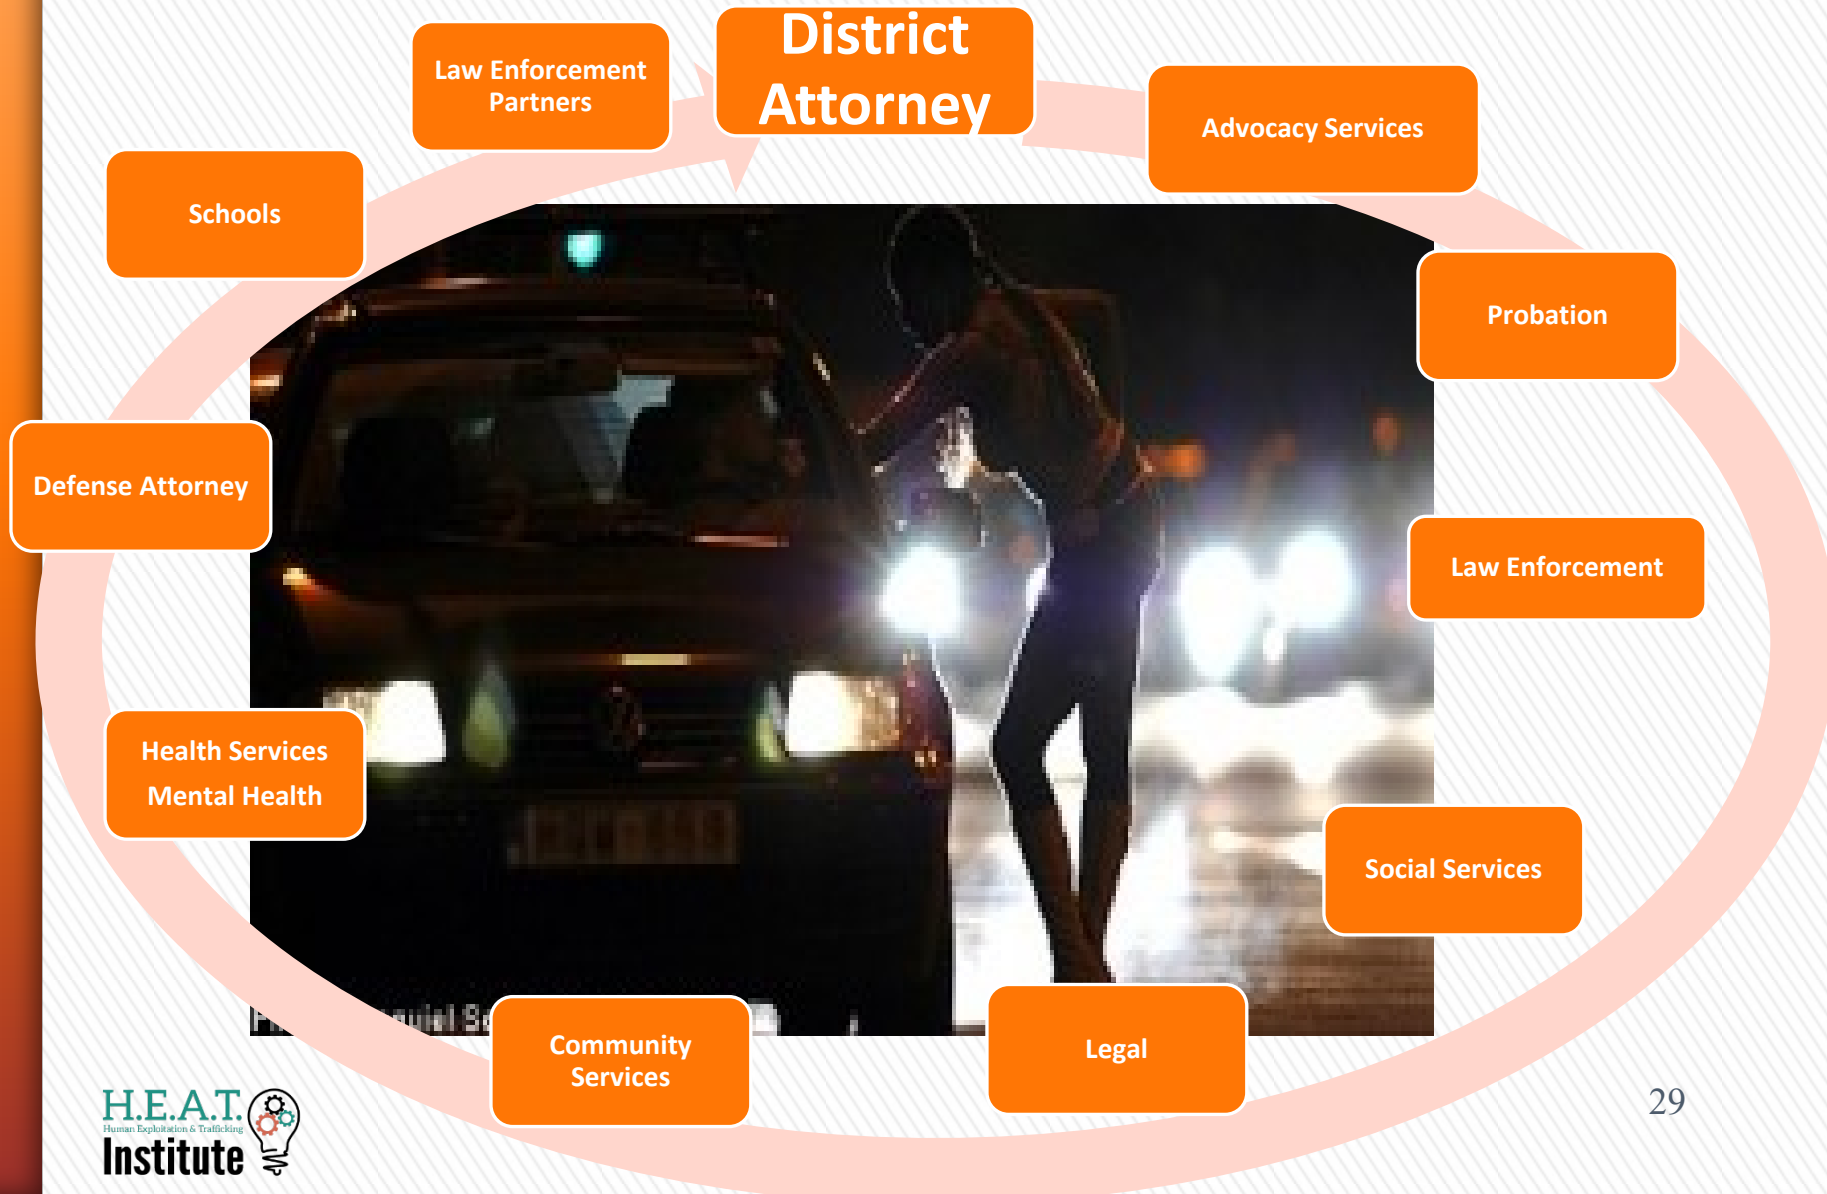 District
Attorney
Law Enforcement
Partners
Advocacy Services
Schools
Probation
Defense Attorney
Law Enforcement
Health Services
Mental Health
Social Services
Community
Services
Legal
H.E.A.T.
Human Exploitation & Trafficking
Institute
29